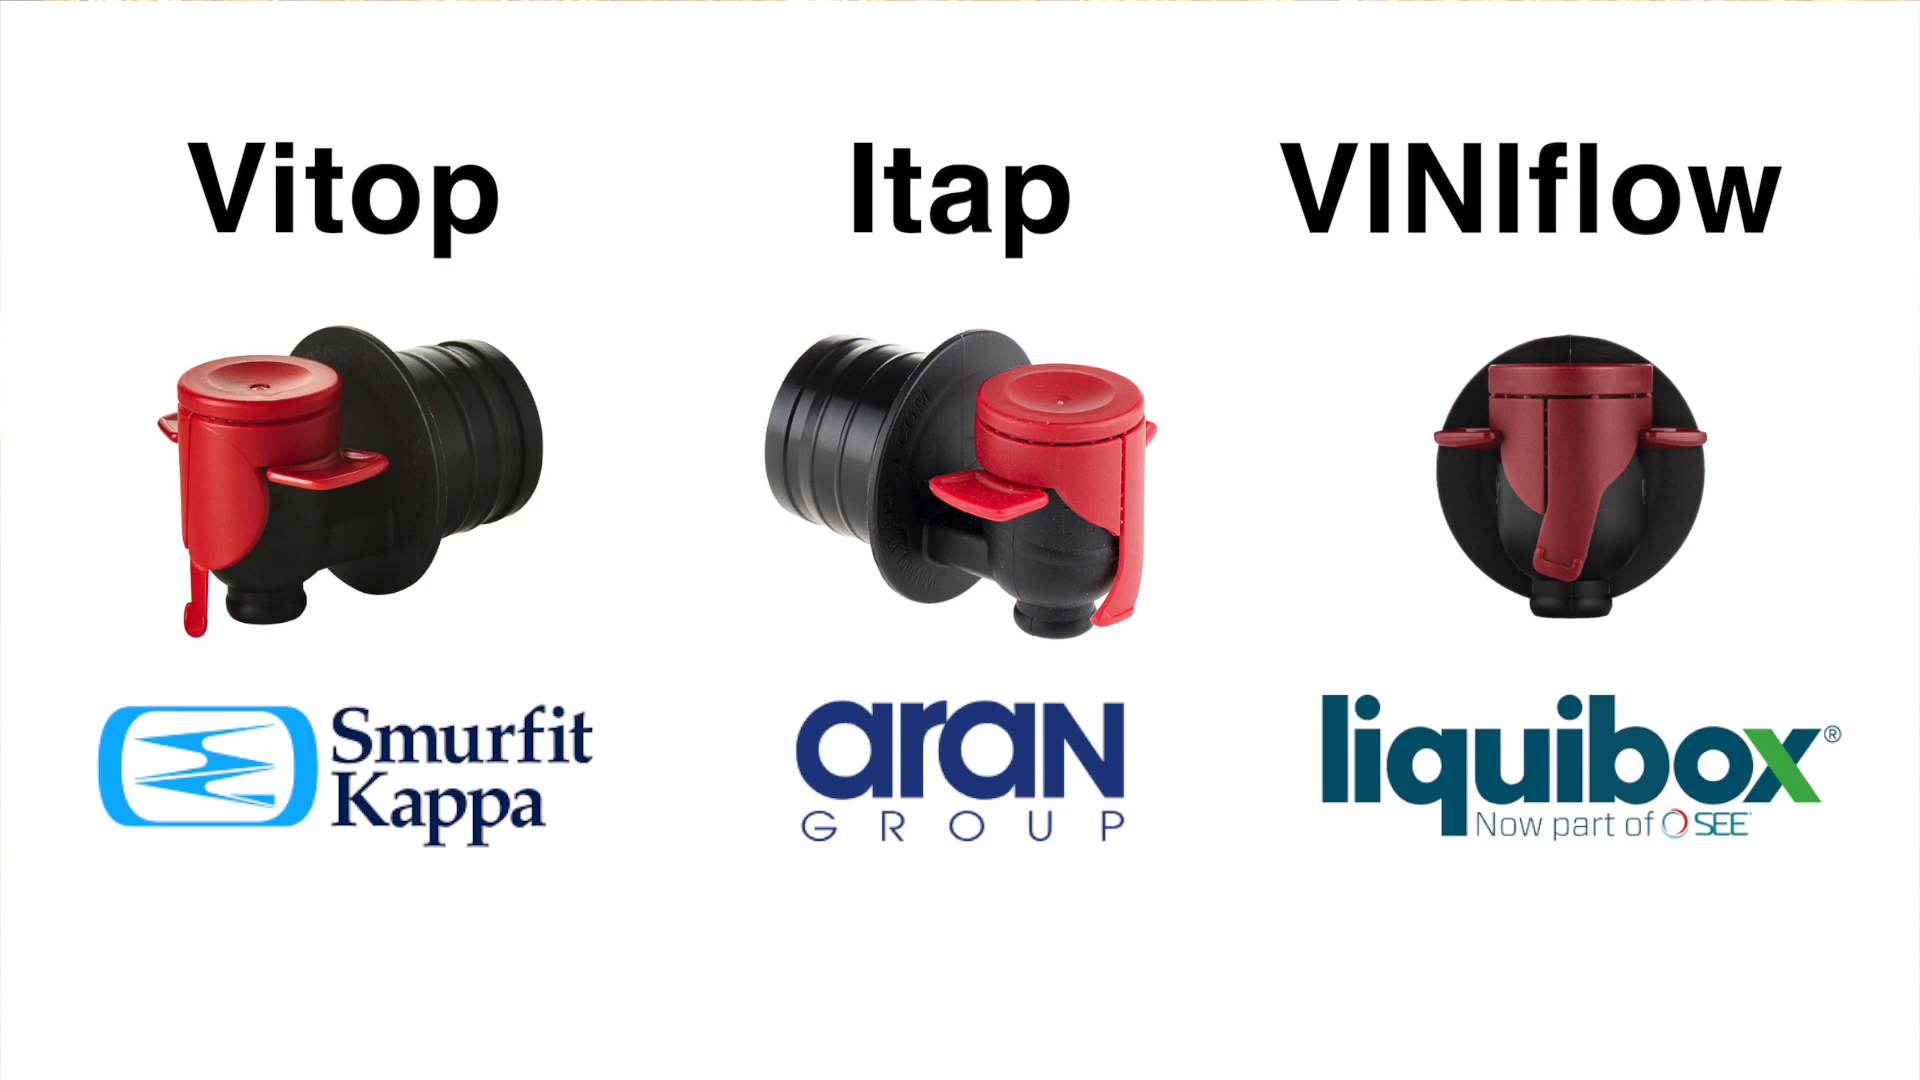 Vitop
Itap
VINIflow
Smurfit
Kappa
aran
GROUP
liquibox®
Now part of SEE